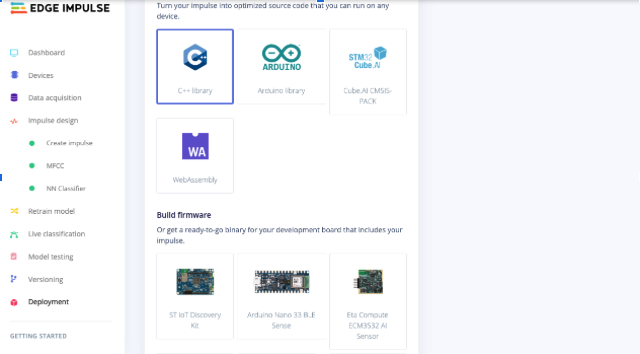 EDGE IMPULSE
Dashboard
Devices
Data acquisition
Impulse design
Create impulse
MFCC
NN Classifier
Retrain model
Live classification
Model testing
Versioning
Deployment
GETTING STARTED
Turn your impulse into optimized source code that you can run on any
device.
C++
C++ library
ARDUINO
Arduino library
STM32
Cube.AI
Cube.AI CMSIS-
PACK
WA
WebAssembly
Build firmware
Or get a ready-to-go binary for your development board that includes your
impulse.
ST IoT Discovery
Kit
Arduino Nano 33 BLE
Sense
Eta Compute
ECM3532 AI
Sensor